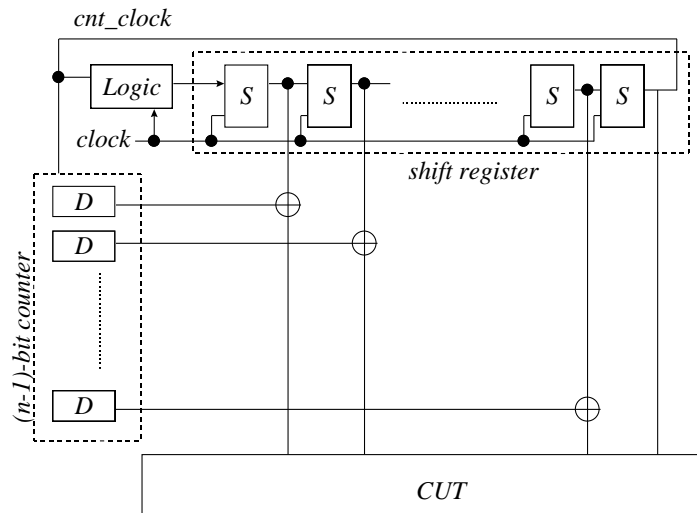 cnt_clock
Logic
S
S
S
S
clock
shift register
D
D
D
(n-1)-bit counter
CUT